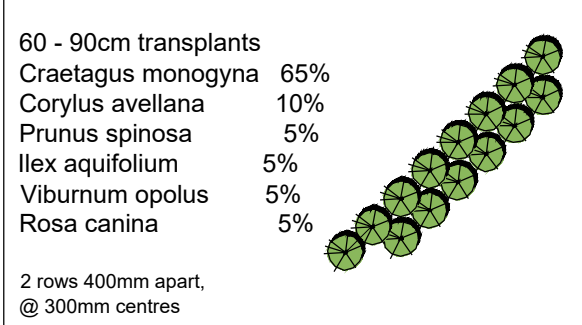 60 - 90cm transplants
Craetagus monogyna 65%
Corylus avellana 10%
Prunus spinosa 5%
Ilex aquifolium 5%
Viburnum opolus 5%
Rosa canina 5%
2 rows 400mm apart,
@ 300mm centres